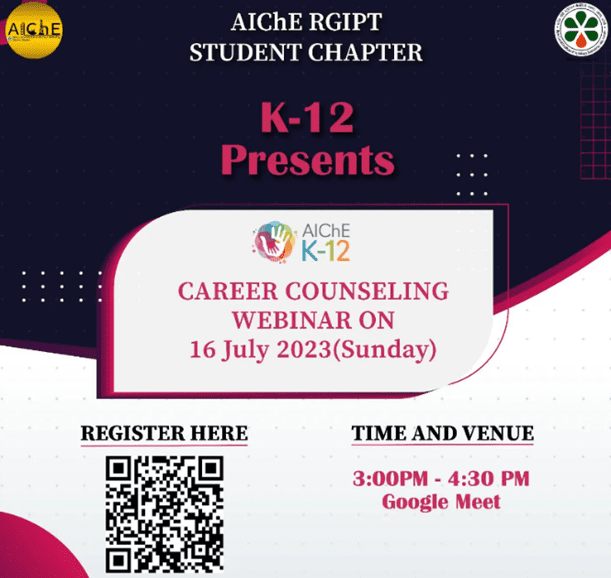 AIChE
AIChE RGIPT
STUDENT CHAPTER
K-12
Presents
AIChE
K-12
CAREER COUNSELING
WEBINAR ON
16 July 2023(Sunday)
REGISTER HERE
TIME AND VENUE
3:00PM - 4:30 PM
Google Meet